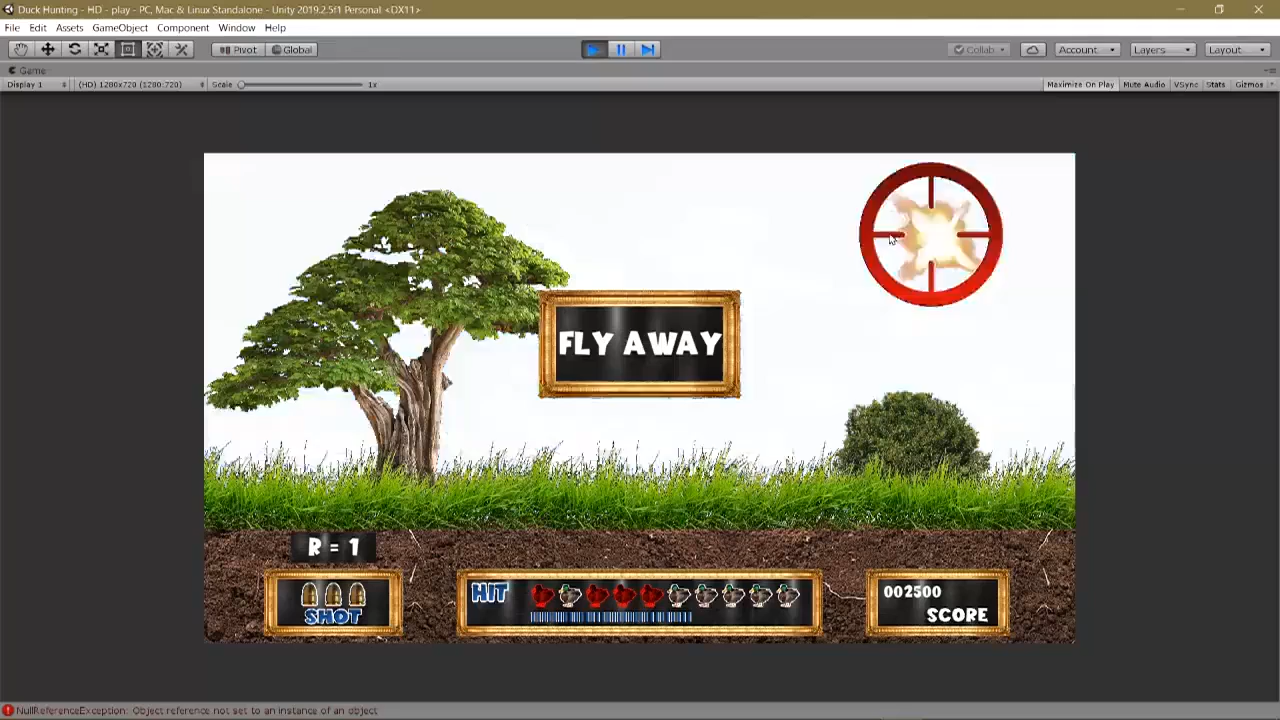 Duck Hunting - HD - play - PC, Mac & Linux Standalone - Unity 2019.2.5f1 Personal <DX11>
File Edit Assets GameObject Component Window Help
Pivot Global Collab Account Layers Layout
Game
Display 1 (HD) 1280x720 (1280:720) Scale 1x Maximize On Play Mute Audio VSync Stats Gizmos
FLY AWAY
R = 1
HIT
SHOT
002500
SCORE
NullReferenceException: Object reference not set to an instance of an object